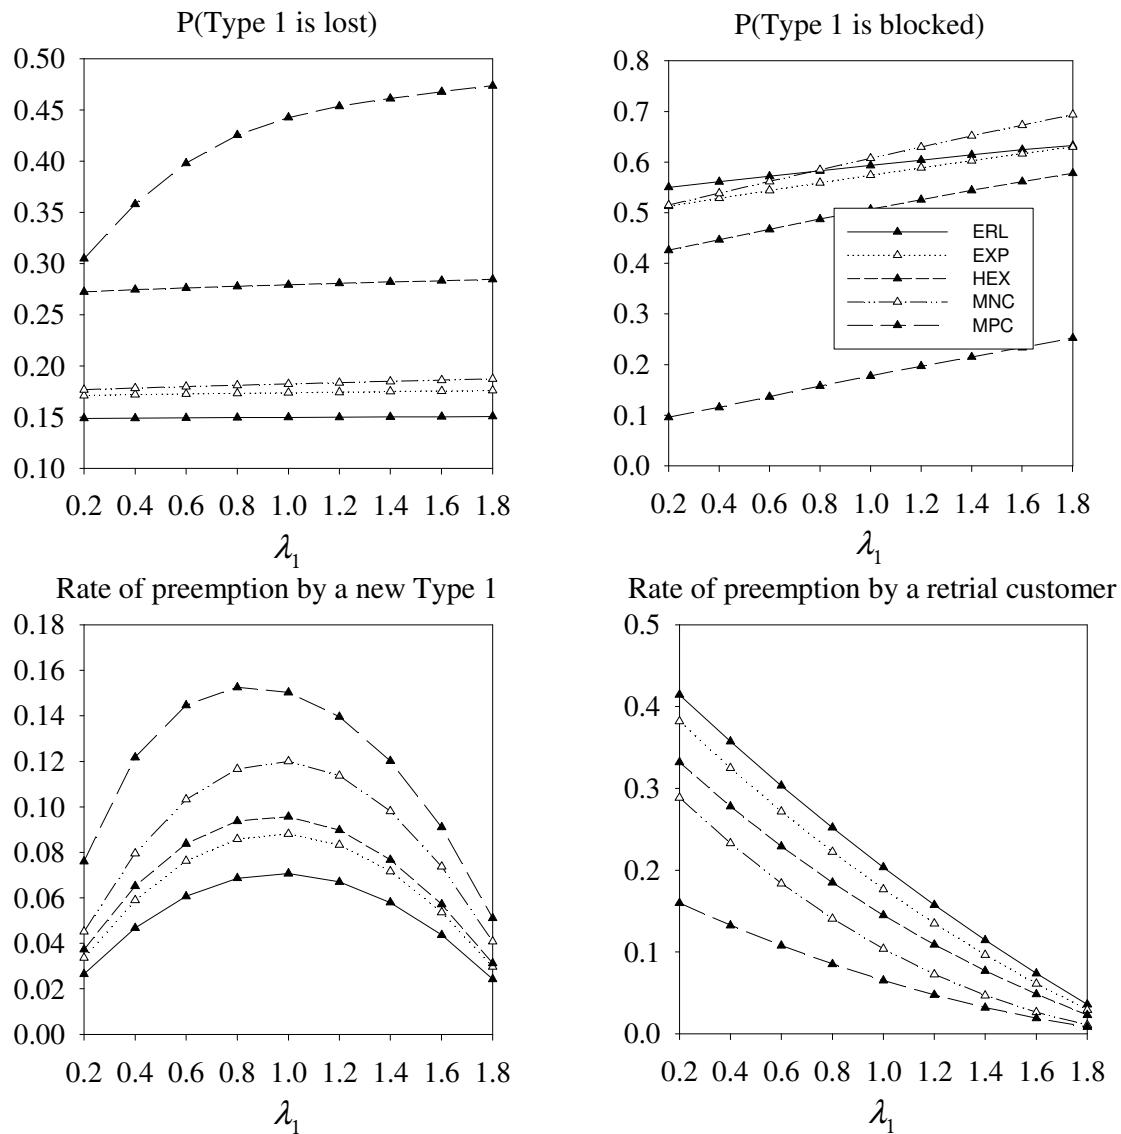 P(Type 1 is lost)
0.50
0.45
0.40
0.35
0.30
0.25
0.20
0.15
0.10
0.2 0.4 0.6 0.8 1.0 1.2 1.4 1.6 1.8
λ1
P(Type 1 is blocked)
0.8
0.7
0.6
0.5
0.4
0.3
0.2
0.1
0.0
ERL
EXP
HEX
MNC
MPC
0.2 0.4 0.6 0.8 1.0 1.2 1.4 1.6 1.8
λ1
Rate of preemption by a new Type 1
0.18
0.16
0.14
0.12
0.10
0.08
0.06
0.04
0.02
0.00
0.2 0.4 0.6 0.8 1.0 1.2 1.4 1.6 1.8
λ1
Rate of preemption by a retrial customer
0.5
0.4
0.3
0.2
0.1
0.0
0.2 0.4 0.6 0.8 1.0 1.2 1.4 1.6 1.8
λ1